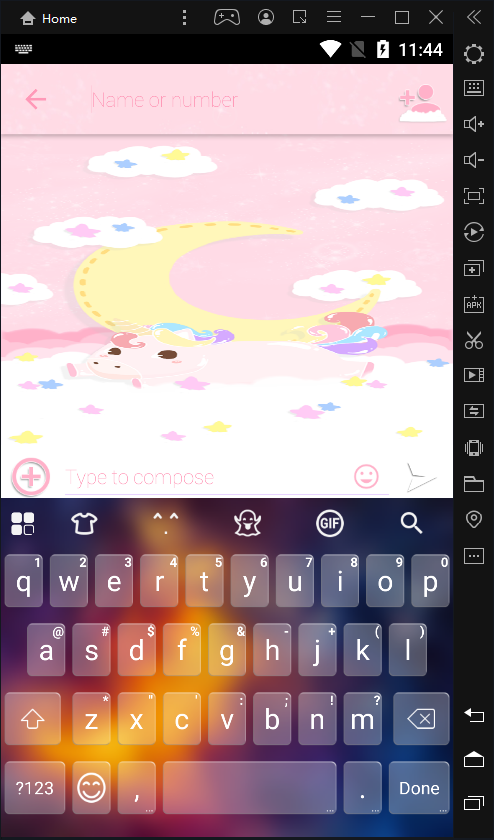 Home
11:44
Name or number
APK
Type to compose
GIF
1 2 3 4 5 6 7 8 9 0
q w e r t y u i o p
@ # $ % & - + ( )
a s d f g h j k l
* " ' : ; ! ?
z x c v b n m
?123 , . Done